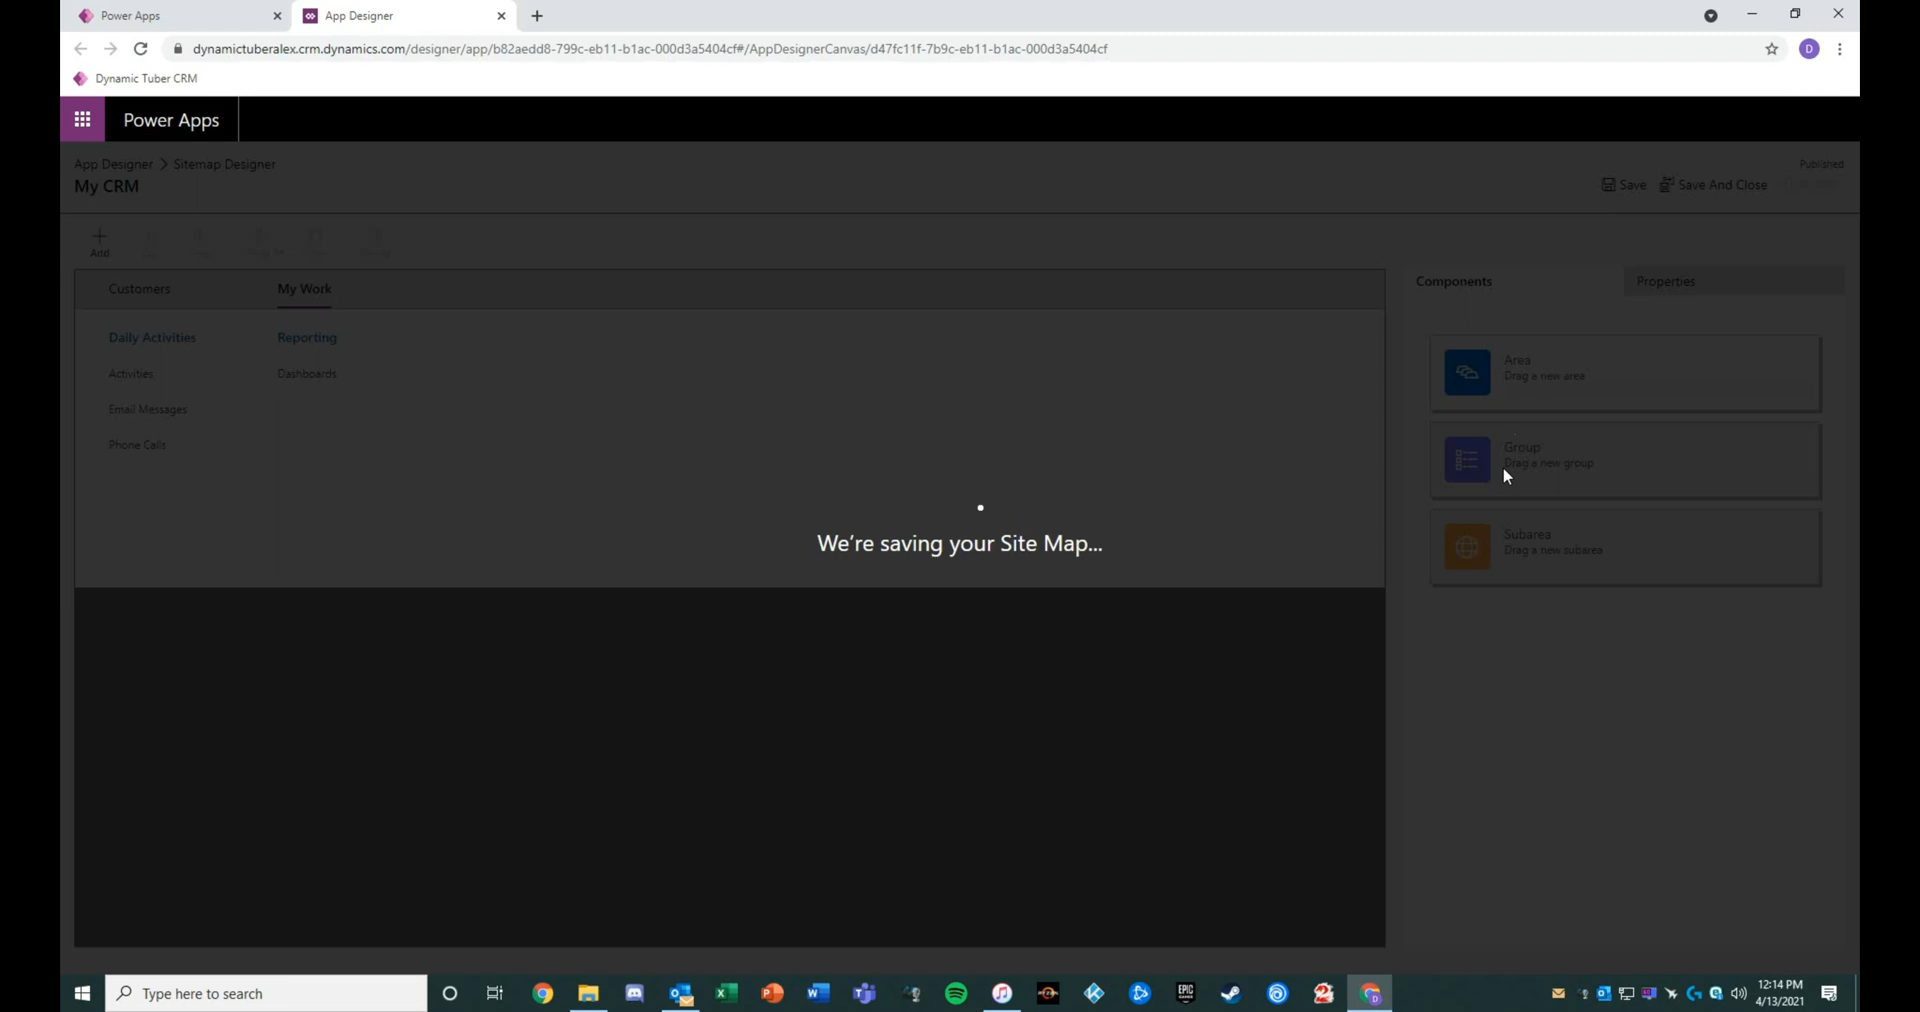 Power Apps
App Designer
dynamictuberalex.crm.dynamics.com/designer/app/b82aedd8-799c-eb11-b1ac-000d3a5404cf#/AppDesignerCanvas/d47fc11f-7b9c-eb11-b1ac-000d3a5404cf
D
Dynamic Tuber CRM
Power Apps
App Designer > Sitemap Designer
Published
My CRM
Save
Save And Close
Add
Customers
My Work
Components
Properties
Daily Activities
Reporting
Activities
Dashboards
Email Messages
Phone Calls
Area
Drag a new area
Group
Drag a new group
Subarea
Drag a new subarea
We're saving your Site Map...
Type here to search
EPIC
GAMES
12:14 PM
4/13/2021